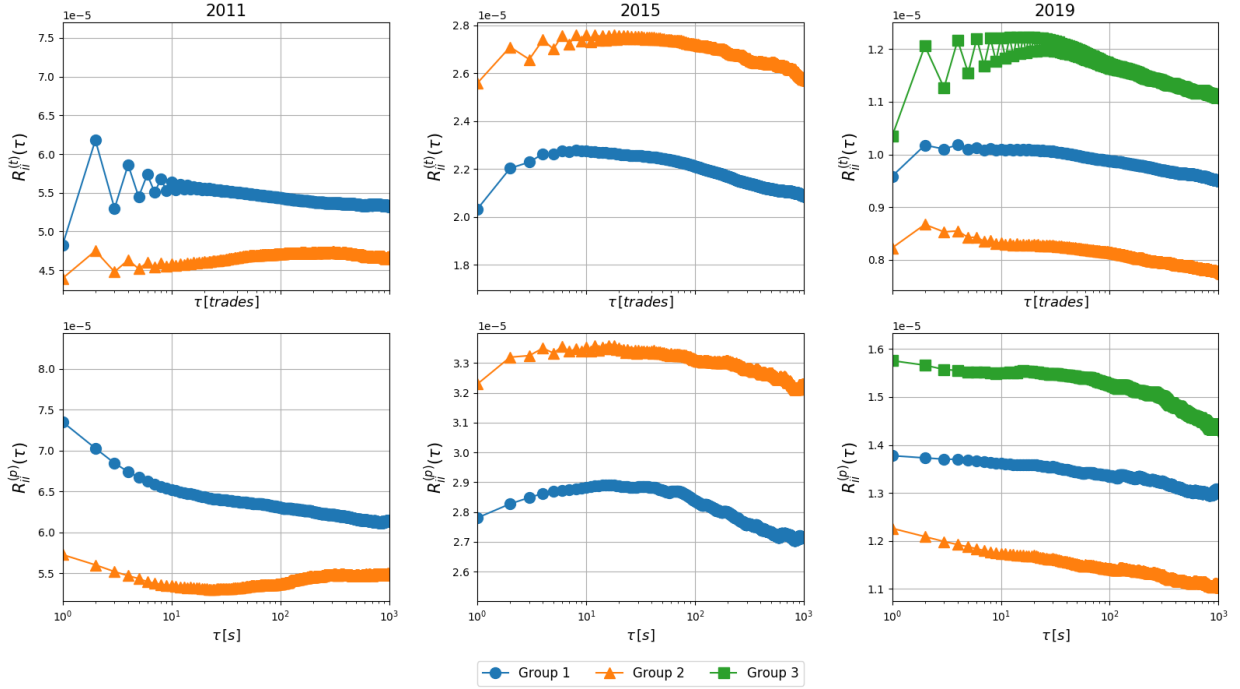 2011
2015
2019
1e−5
1e−5
1e−5
R_{ii}^{(t)}(τ)
7.5
7.0
6.5
6.0
5.5
5.0
4.5
τ [trades]
R_{ii}^{(t)}(τ)
2.8
2.6
2.4
2.2
2.0
1.8
τ [trades]
R_{ii}^{(t)}(τ)
1.2
1.1
1.0
0.9
0.8
τ [trades]
1e−5
1e−5
1e−5
R_{ii}^{(p)}(τ)
8.0
7.5
7.0
6.5
6.0
5.5
10^0
10^1
10^2
10^3
τ [s]
R_{ii}^{(p)}(τ)
3.3
3.2
3.1
3.0
2.9
2.8
2.7
2.6
10^0
10^1
10^2
10^3
τ [s]
R_{ii}^{(p)}(τ)
1.6
1.5
1.4
1.3
1.2
1.1
10^0
10^1
10^2
10^3
τ [s]
Group 1
Group 2
Group 3